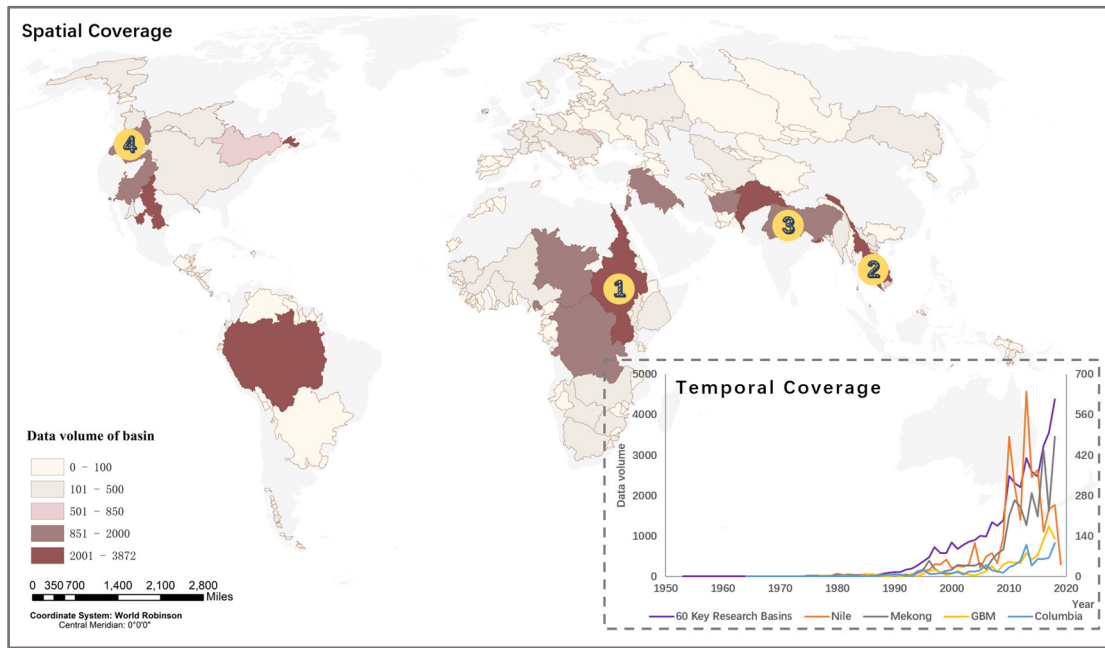 Spatial Coverage
4
3
2
1
Data volume of basin
0 - 100
101 - 500
501 - 850
851 - 2000
2001 - 3872
0 350 700 1,400 2,100 2,800
Miles
Coordinate System: World Robinson
Central Meridian: 0°0'0"
Temporal Coverage
Data volume
5000
4000
3000
2000
1000
0
700
560
420
280
140
0
1950 1960 1970 1980 1990 2000 2010 2020
Year
60 Key Research Basins Nile Mekong GBM Columbia